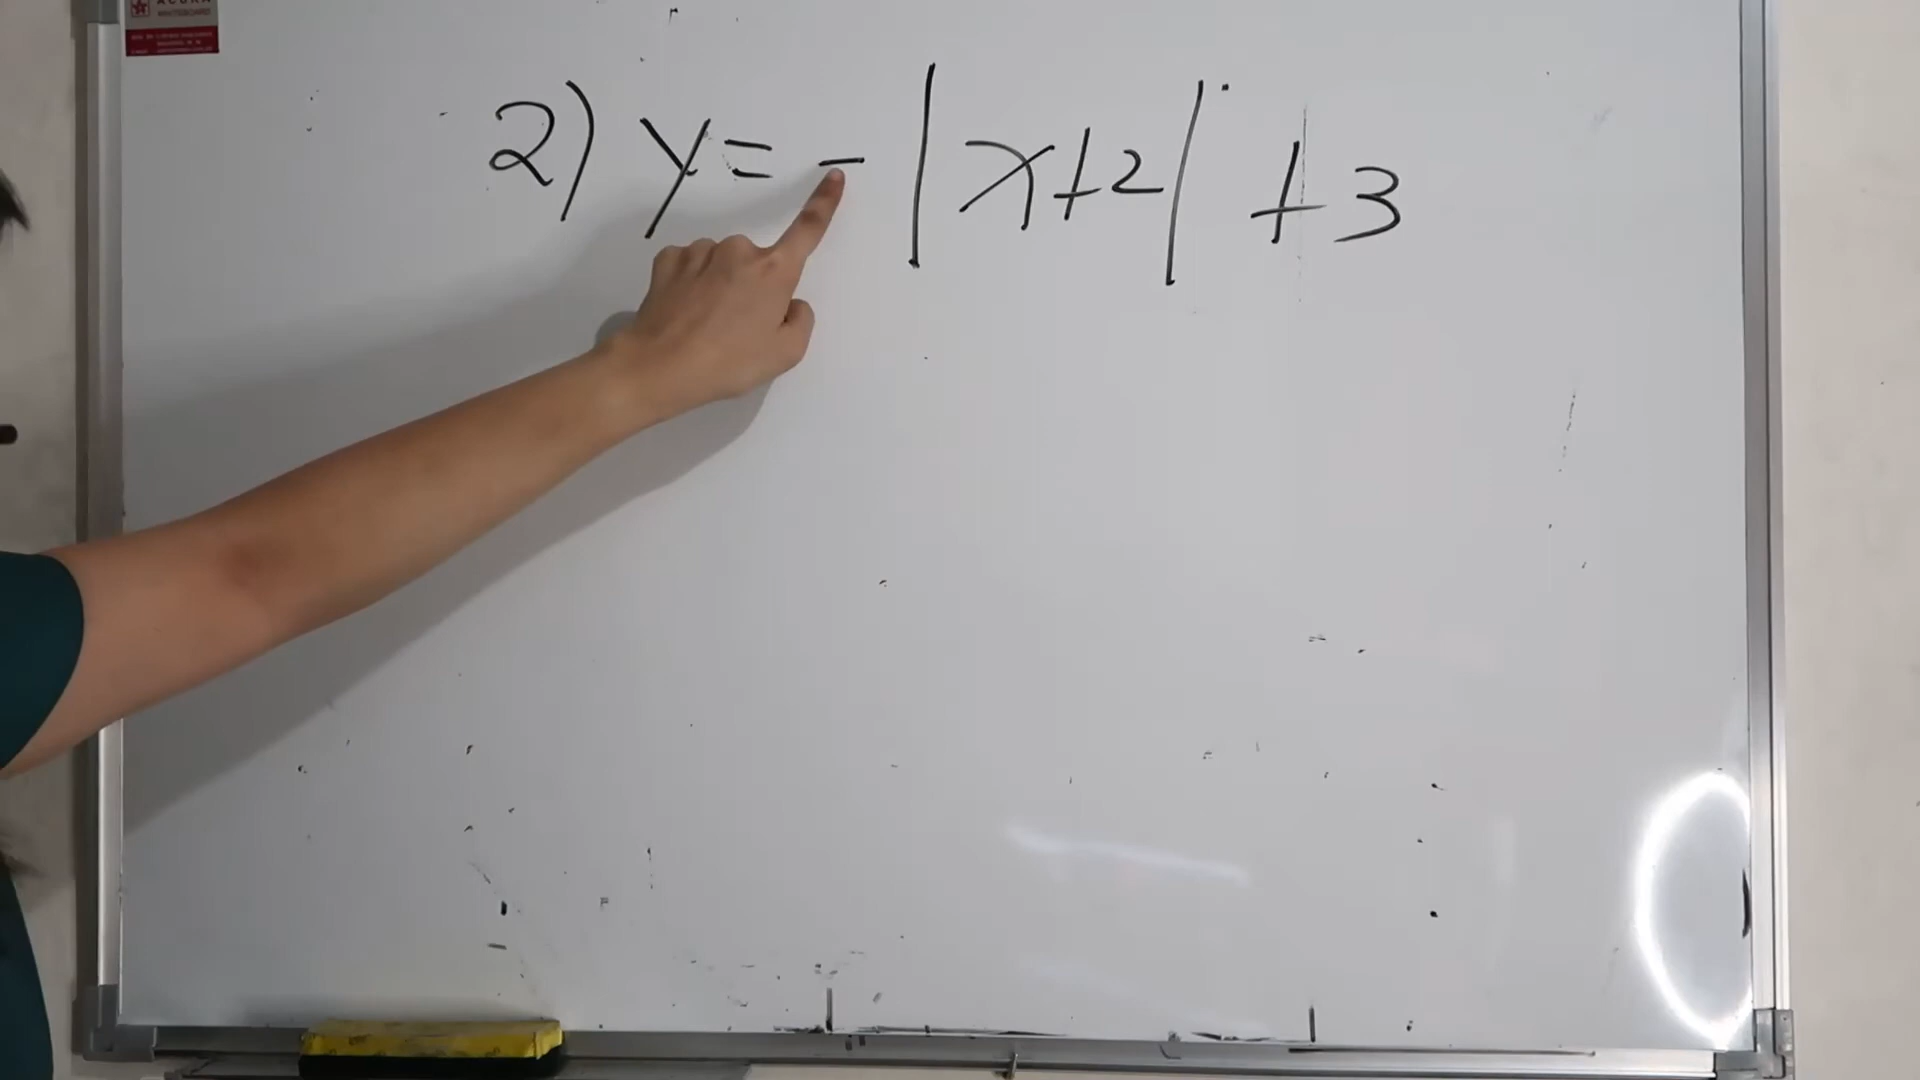 2) y = - |x+2| + 3